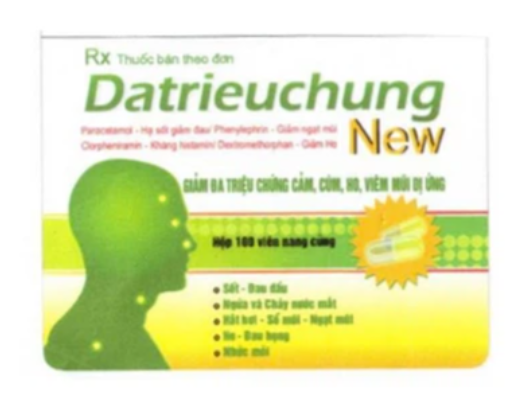 Rx Thuốc bán theo đơn
Datrieuchung
New
Paracetamol - Hạ sốt giảm đau/ Phenylephrin - Giảm ngạt mũi
Clorpheniramin - Kháng histamin/ Dextromethorphan - Giảm Ho
GIẢM ĐA TRIỆU CHỨNG CẢM, CÚM, HO, VIÊM MŨI DỊ ỨNG
Hộp 100 viên nang cứng
Sốt - Đau đầu
Ngứa và Chảy nước mắt
Hắt hơi - Sổ mũi - Ngạt mũi
Ho - Đau họng
Nhức mỏi